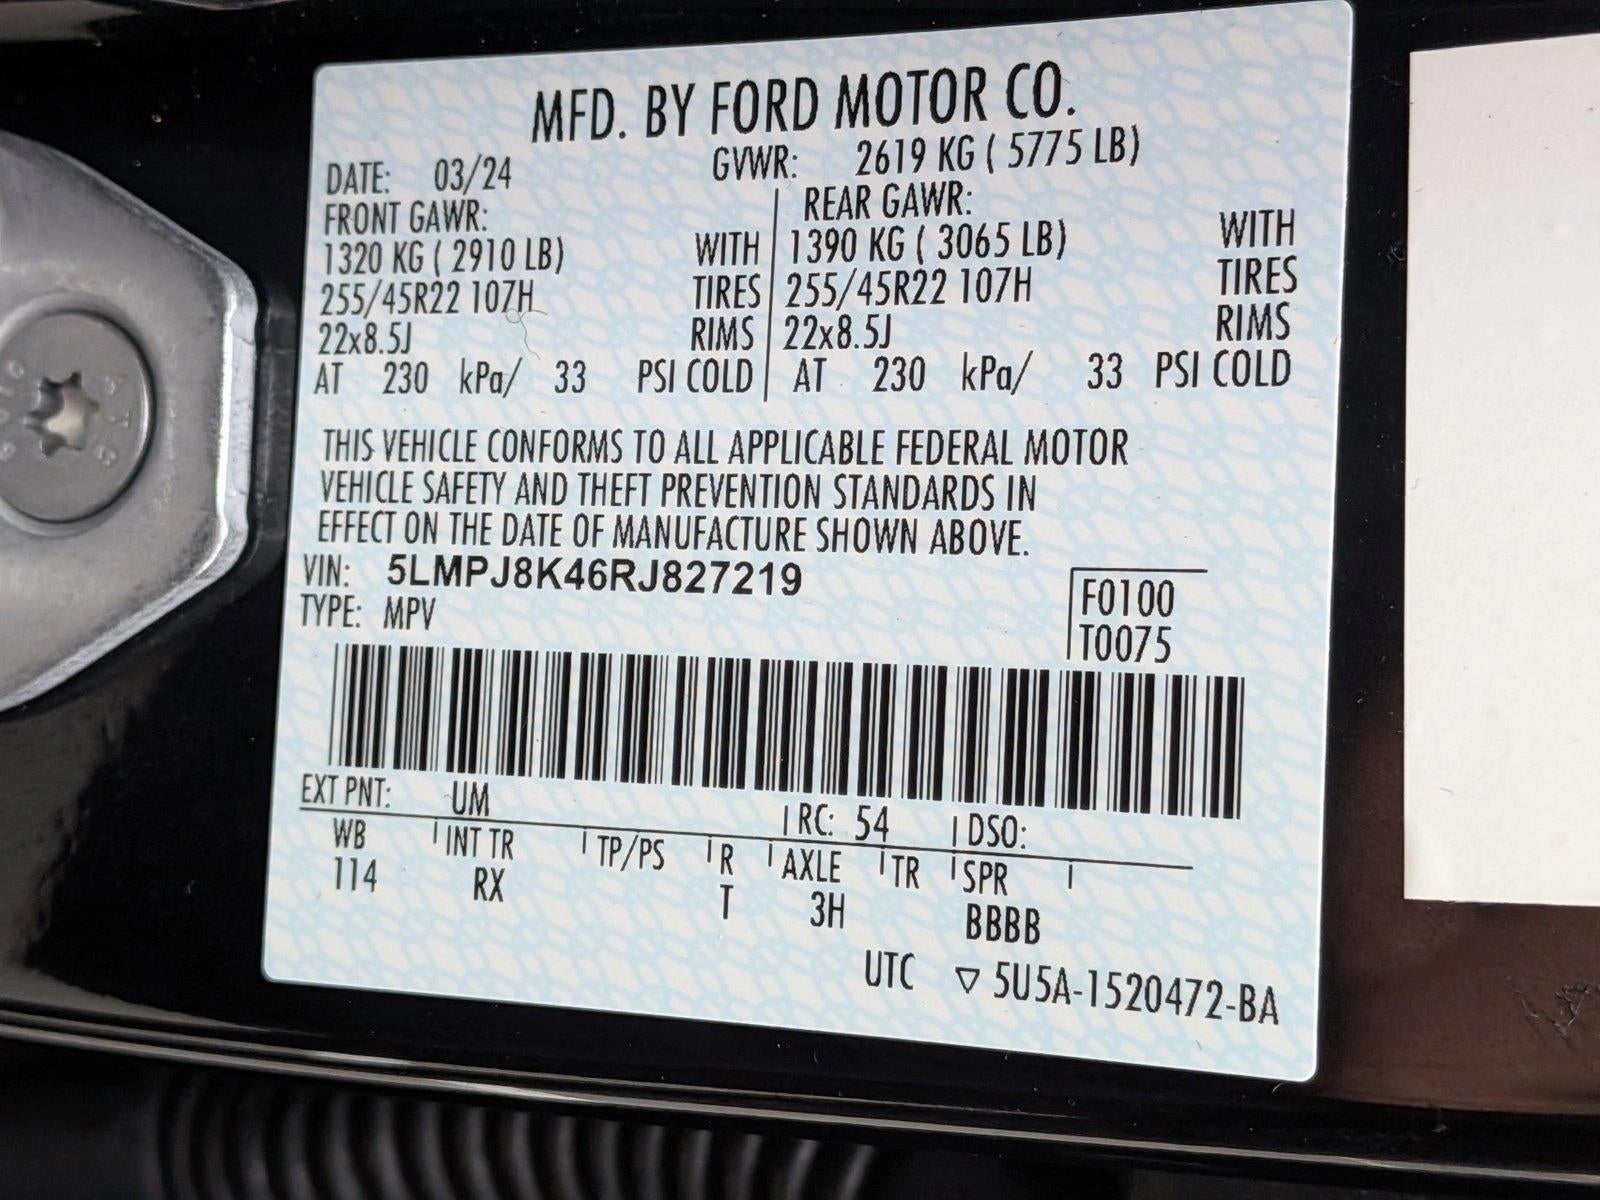 MFD. BY FORD MOTOR CO.
DATE: 03/24 GVWR: 2619 KG ( 5775 LB)
FRONT GAWR: REAR GAWR:
1320 KG ( 2910 LB) WITH 1390 KG ( 3065 LB) WITH
255/45R22 107H TIRES 255/45R22 107H TIRES
22x8.5J RIMS 22x8.5J RIMS
AT 230 kPa/ 33 PSI COLD AT 230 kPa/ 33 PSI COLD
THIS VEHICLE CONFORMS TO ALL APPLICABLE FEDERAL MOTOR
VEHICLE SAFETY AND THEFT PREVENTION STANDARDS IN
EFFECT ON THE DATE OF MANUFACTURE SHOWN ABOVE.
VIN: 5LMPJ8K46RJ827219 F0100
TYPE: MPV T0075
EXT PNT: UM RC: 54 DSO:
WB INT TR TP/PS R AXLE TR SPR
114 RX T 3H BBBB
UTC ▽ 5U5A-1520472-BA